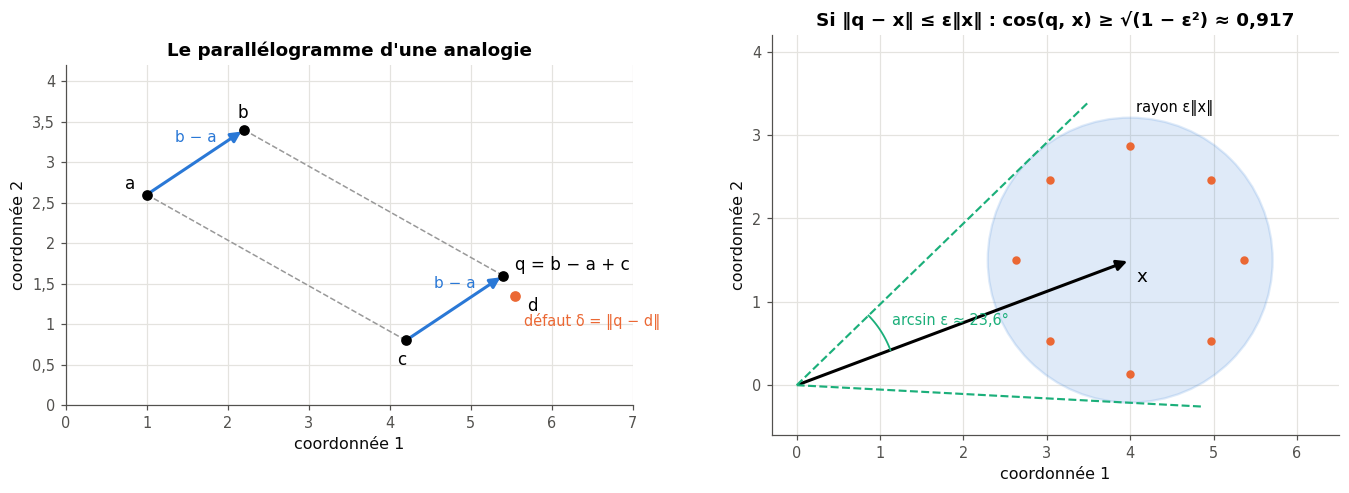 Le parallélogramme d'une analogie
4
3,5
3
2,5
2
1,5
1
0,5
0
coordonnée 2
b
b − a
a
q = b − a + c
b − a
d
défaut δ = ‖q − d‖
c
0 1 2 3 4 5 6 7
coordonnée 1
Si ‖q − x‖ ≤ ε‖x‖ : cos(q, x) ≥ √(1 − ε²) ≈ 0,917
4
3
2
1
0
coordonnée 2
rayon ε‖x‖
x
arcsin ε ≈ 23,6°
0 1 2 3 4 5 6
coordonnée 1